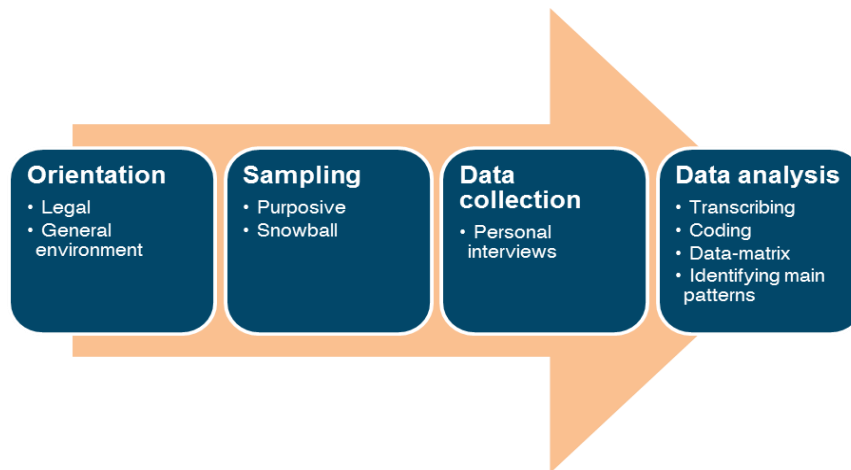 Orientation
• Legal
• General
environment
Sampling
• Purposive
• Snowball
Data
collection
• Personal
interviews
Data analysis
• Transcribing
• Coding
• Data-matrix
• Identifying main
patterns